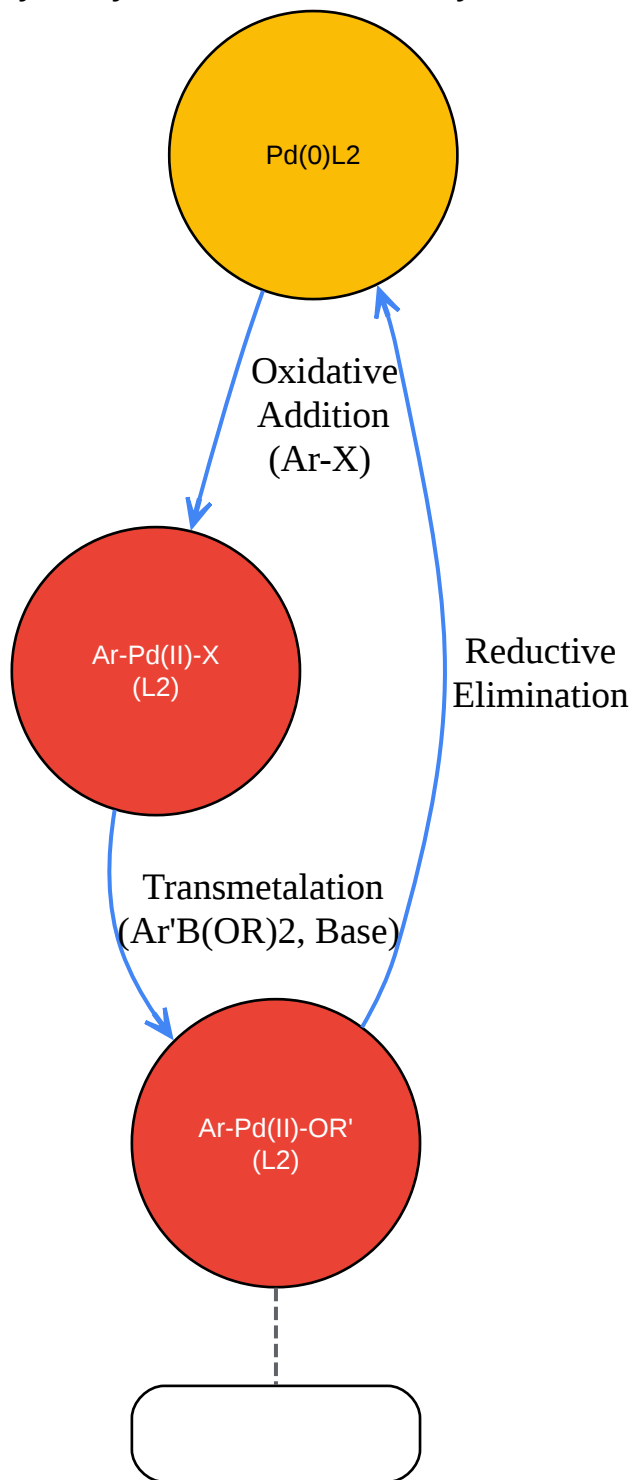 Pd(0)L2
Oxidative
Addition
(Ar-X)
Ar-Pd(II)-X
(L2)
Reductive
Elimination
Transmetalation
(Ar'B(OR)2, Base)
Ar-Pd(II)-OR'
(L2)